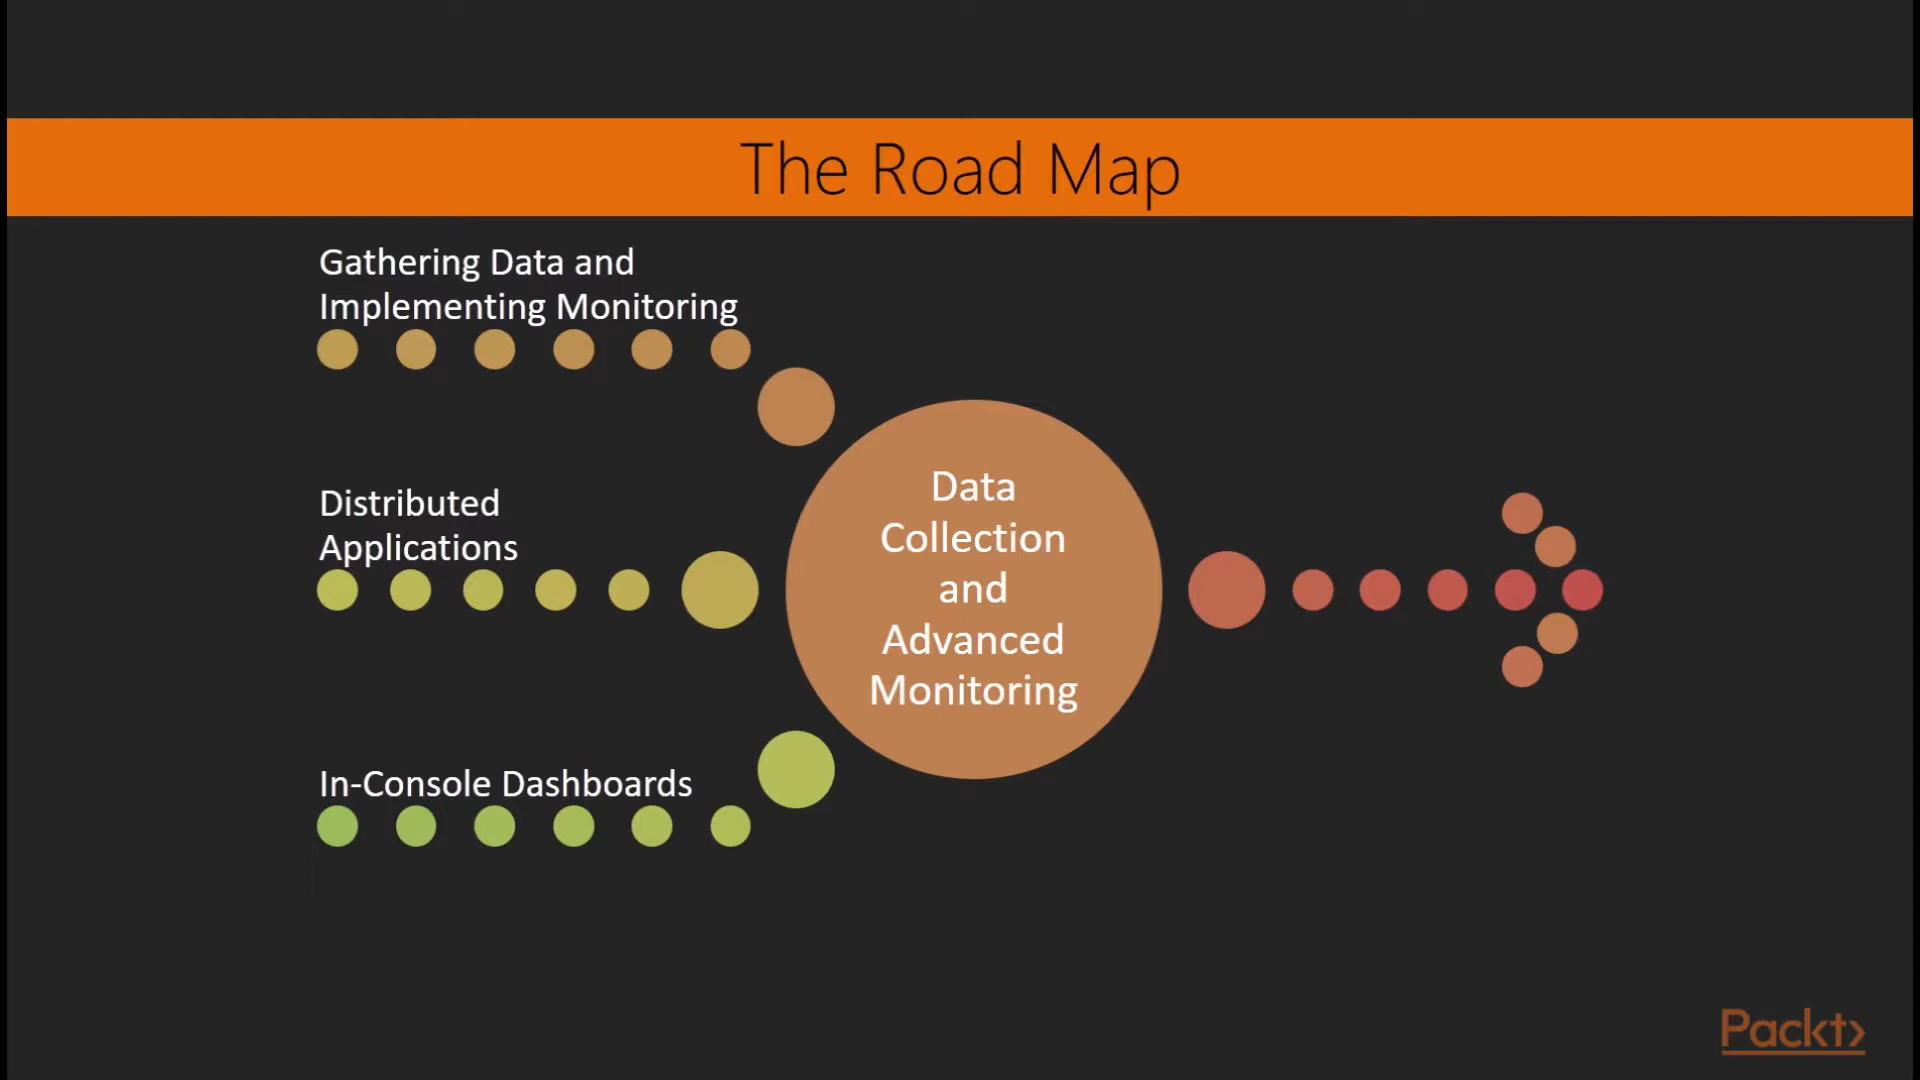 The Road Map
Gathering Data and
Implementing Monitoring
Distributed
Applications
In-Console Dashboards
Data
Collection
and
Advanced
Monitoring
Packt>